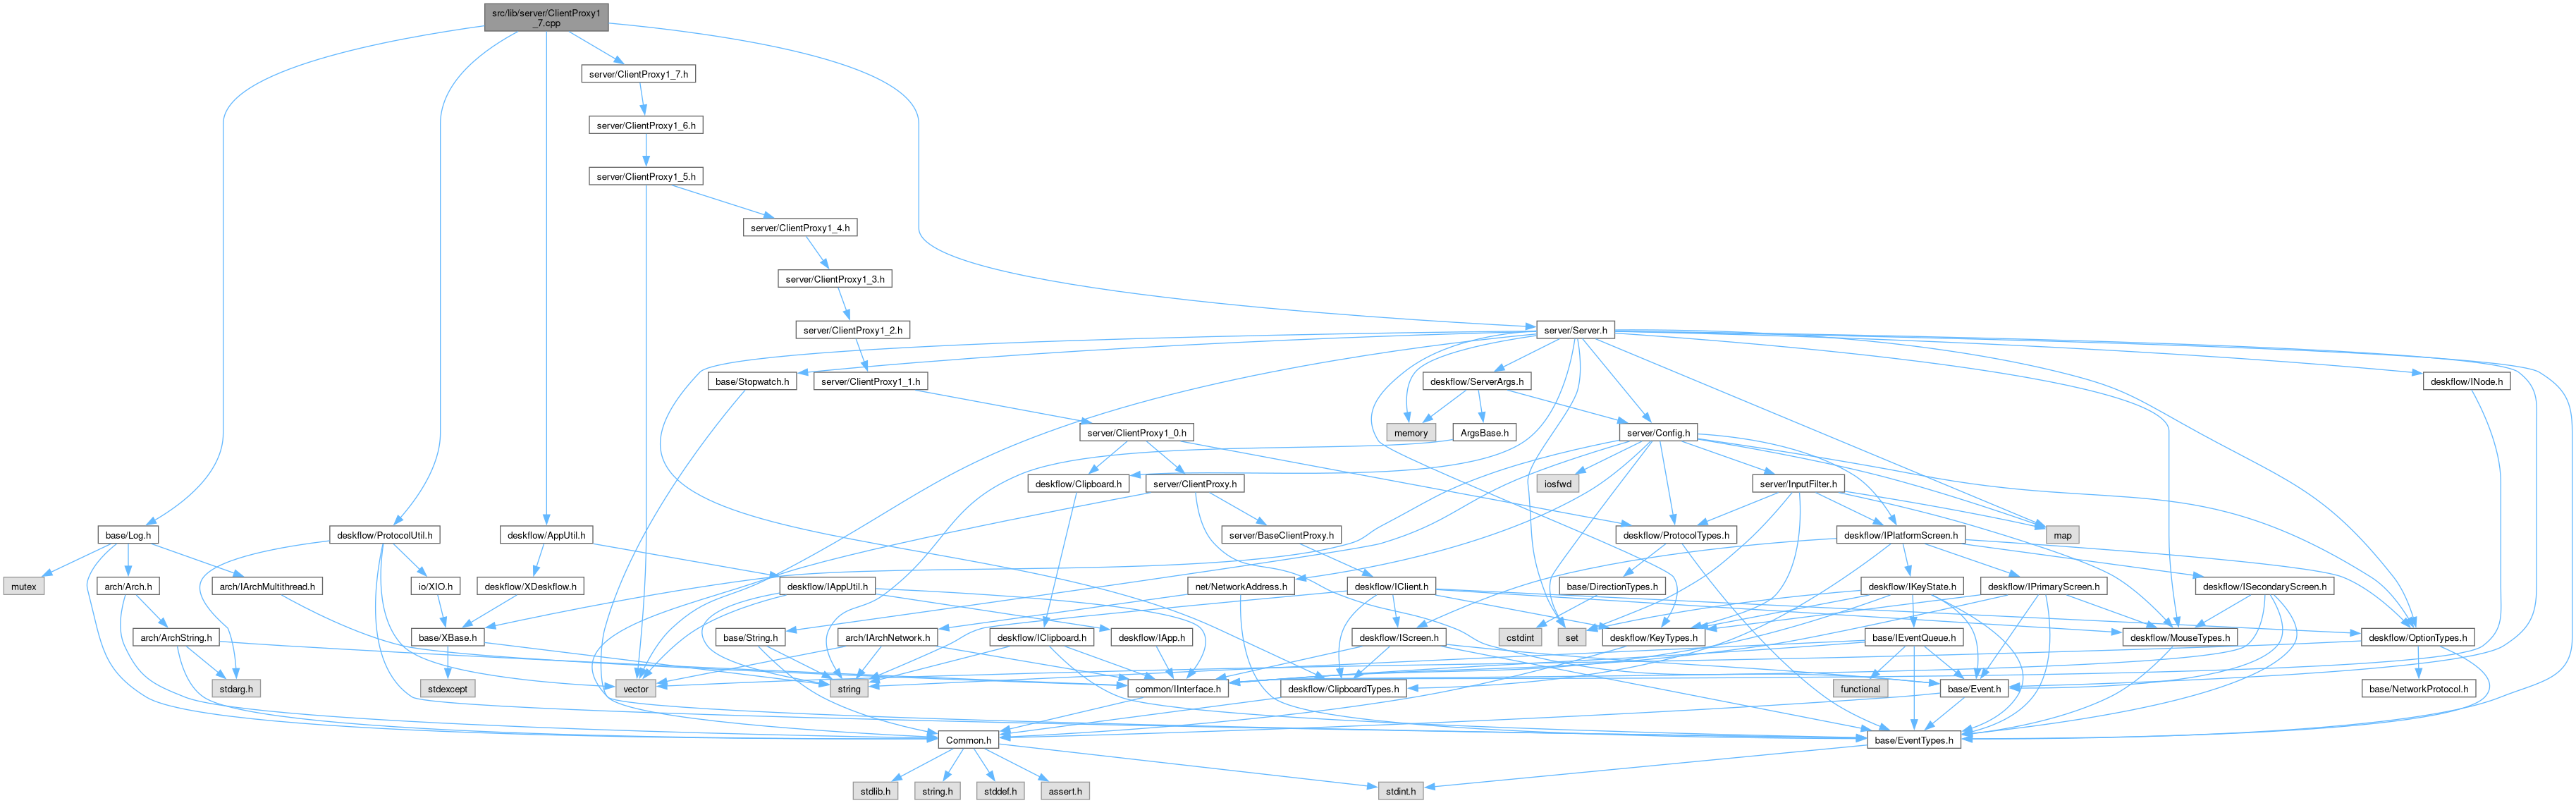 src/lib/server/ClientProxy1
_7.cpp
server/ClientProxy1_7.h
server/ClientProxy1_6.h
server/ClientProxy1_5.h
server/ClientProxy1_4.h
server/ClientProxy1_3.h
server/ClientProxy1_2.h
server/Server.h
base/Stopwatch.h
server/ClientProxy1_1.h
deskflow/ServerArgs.h
deskflow/INode.h
server/ClientProxy1_0.h
memory
ArgsBase.h
server/Config.h
deskflow/Clipboard.h
server/ClientProxy.h
iosfwd
server/InputFilter.h
base/Log.h
deskflow/ProtocolUtil.h
deskflow/AppUtil.h
server/BaseClientProxy.h
deskflow/ProtocolTypes.h
deskflow/IPlatformScreen.h
map
mutex
arch/Arch.h
arch/IArchMultithread.h
io/XIO.h
deskflow/XDeskflow.h
deskflow/IAppUtil.h
net/NetworkAddress.h
deskflow/IClient.h
base/DirectionTypes.h
deskflow/IKeyState.h
deskflow/IPrimaryScreen.h
deskflow/ISecondaryScreen.h
arch/ArchString.h
base/XBase.h
base/String.h
arch/IArchNetwork.h
deskflow/IClipboard.h
deskflow/IApp.h
deskflow/IScreen.h
cstdint
set
deskflow/KeyTypes.h
base/IEventQueue.h
deskflow/MouseTypes.h
deskflow/OptionTypes.h
stdarg.h
stdexcept
vector
string
common/IInterface.h
deskflow/ClipboardTypes.h
functional
base/Event.h
base/NetworkProtocol.h
Common.h
base/EventTypes.h
stdlib.h
string.h
stddef.h
assert.h
stdint.h